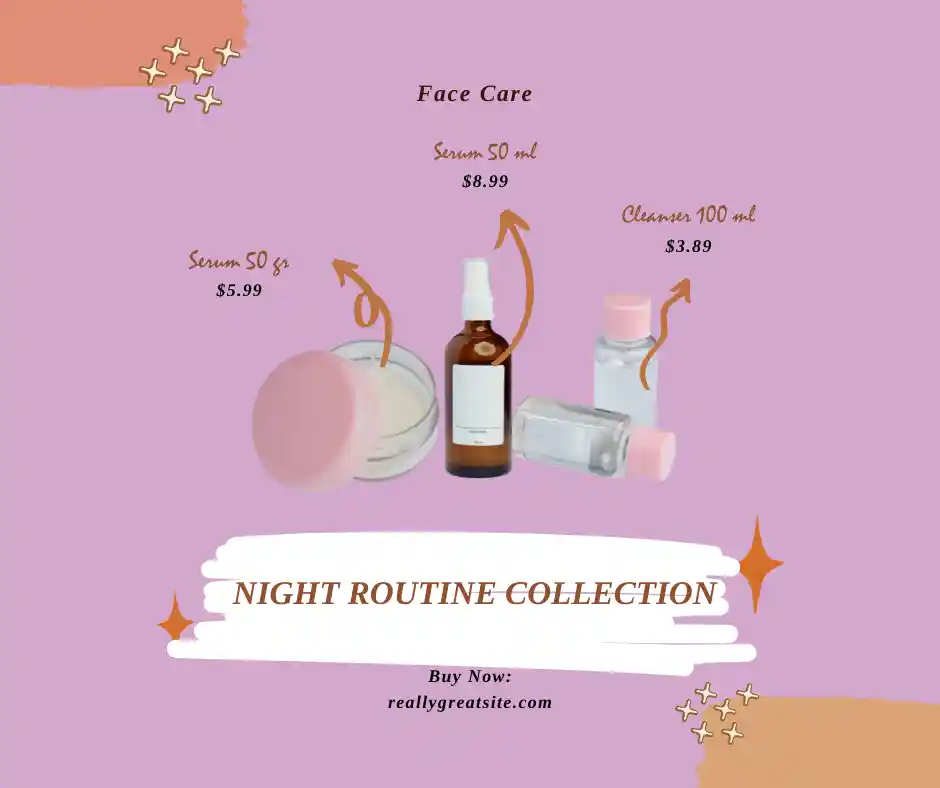 Face Care
Serum 50 ml
$8.99
Cleanser 100 ml
$3.89
Serum 50 gr
$5.99
NIGHT ROUTINE COLLECTION
Buy Now:
reallygreatsite.com